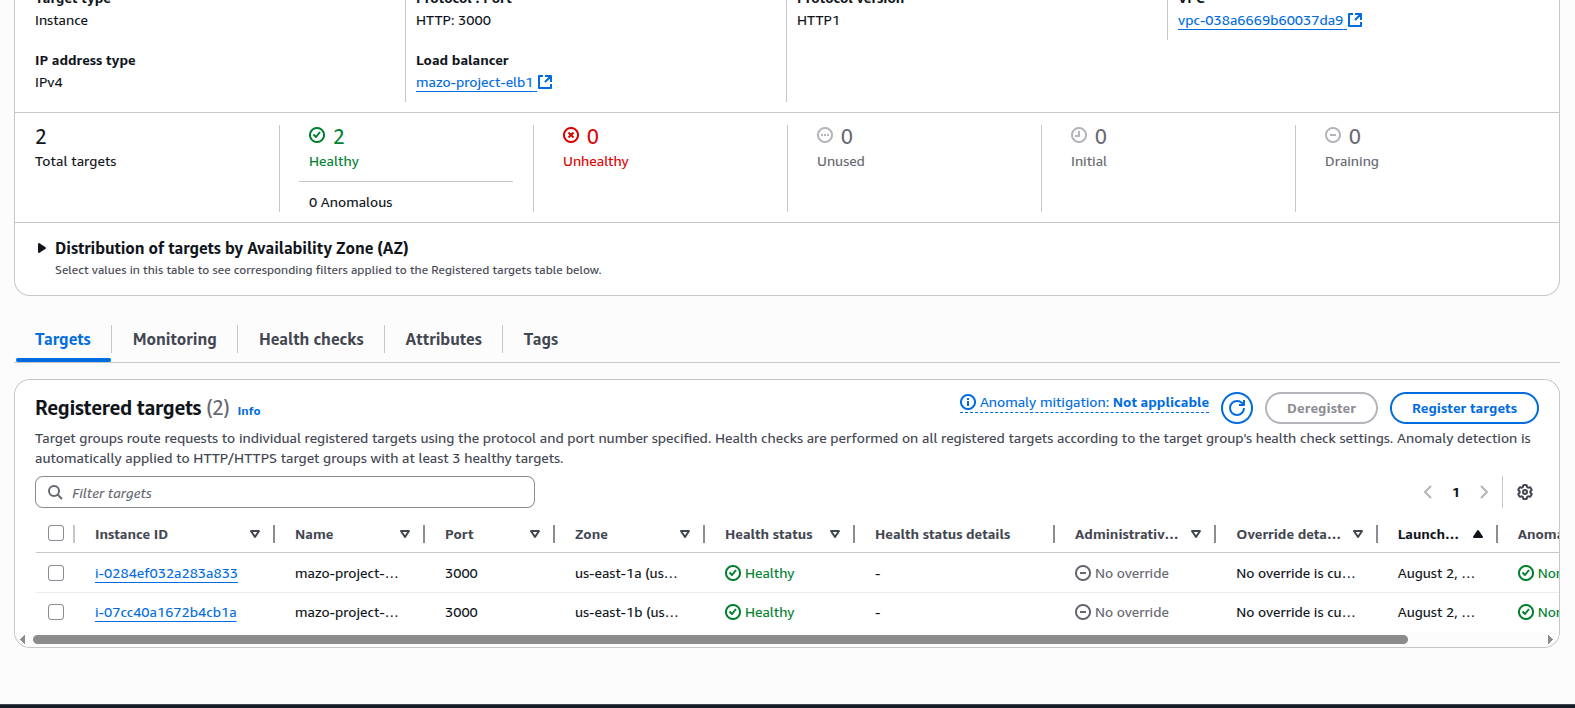 Target type
Protocol : Port
Protocol version
VPC
Instance
HTTP: 3000
HTTP1
vpc-038a6669b60037da9
IP address type
Load balancer
IPv4
mazo-project-elb1
2
2
0
0
0
0
Total targets
Healthy
Unhealthy
Unused
Initial
Draining
0 Anomalous
Distribution of targets by Availability Zone (AZ)
Select values in this table to see corresponding filters applied to the Registered targets table below.
Targets
Monitoring
Health checks
Attributes
Tags
Registered targets (2) Info
Anomaly mitigation: Not applicable
Deregister
Register targets
Target groups route requests to individual registered targets using the protocol and port number specified. Health checks are performed on all registered targets according to the target group's health check settings. Anomaly detection is
automatically applied to HTTP/HTTPS target groups with at least 3 healthy targets.
Filter targets
1
Instance ID
Name
Port
Zone
Health status
Health status details
Administrativ...
Override deta...
Launch...
Anoma
i-0284ef032a283a833
mazo-project-...
3000
us-east-1a (us...
Healthy
-
No override
No override is cu...
August 2, ...
Nor
i-07cc40a1672b4cb1a
mazo-project-...
3000
us-east-1b (us...
Healthy
-
No override
No override is cu...
August 2, ...
Nor